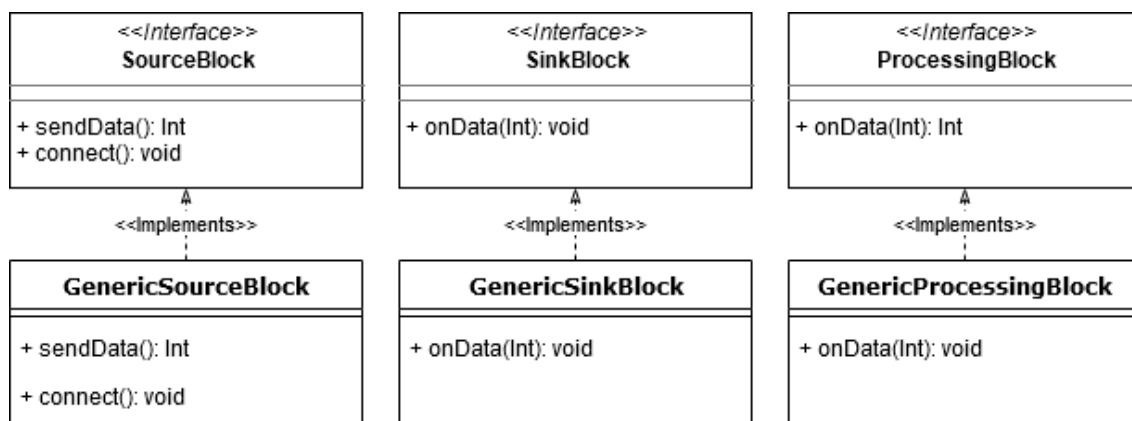 <<Interface>>
SourceBlock
+ sendData(): Int
+ connect(): void
<<Interface>>
SinkBlock
+ onData(Int): void
<<Interface>>
ProcessingBlock
+ onData(Int): Int
<<Implements>>
<<Implements>>
<<Implements>>
GenericSourceBlock
+ sendData(): Int
+ connect(): void
GenericSinkBlock
+ onData(Int): void
GenericProcessingBlock
+ onData(Int): void